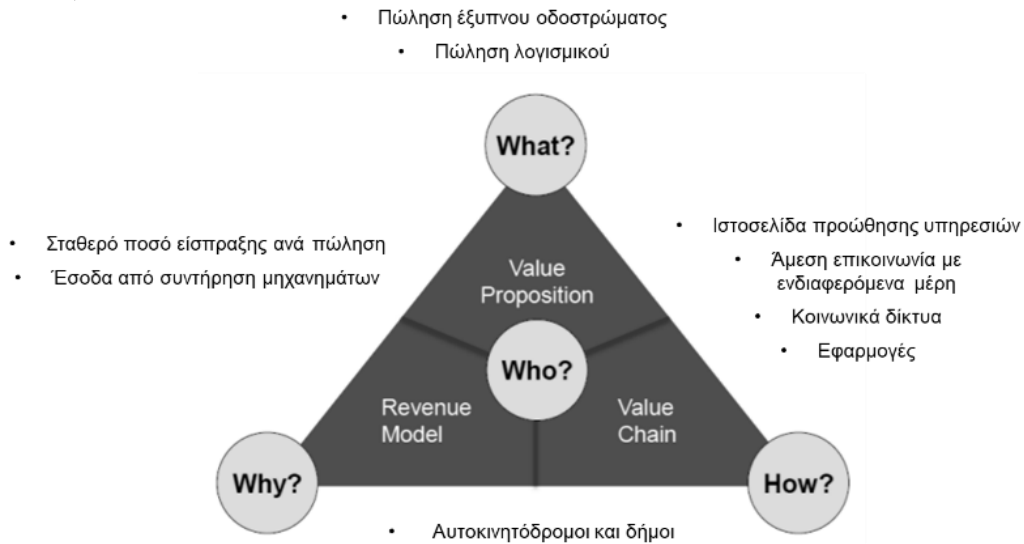 • Πώληση έξυπνου οδοστρώματος
• Πώληση λογισμικού
What?
• Σταθερό ποσό είσπραξης ανά πώληση
• Έσοδα από συντήρηση μηχανημάτων
• Ιστοσελίδα προώθησης υπηρεσιών
• Άμεση επικοινωνία με
ενδιαφερόμενα μέρη
• Κοινωνικά δίκτυα
• Εφαρμογές
Value
Proposition
Who?
Revenue
Model
Value
Chain
Why?
How?
• Αυτοκινητόδρομοι και δήμοι